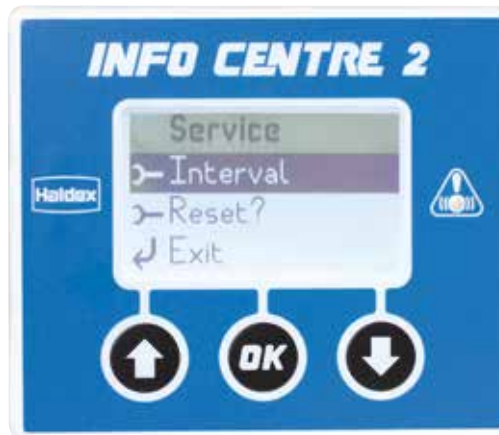 INFO CENTRE 2
Service
Interval
Reset?
Exit
Haldex
OK